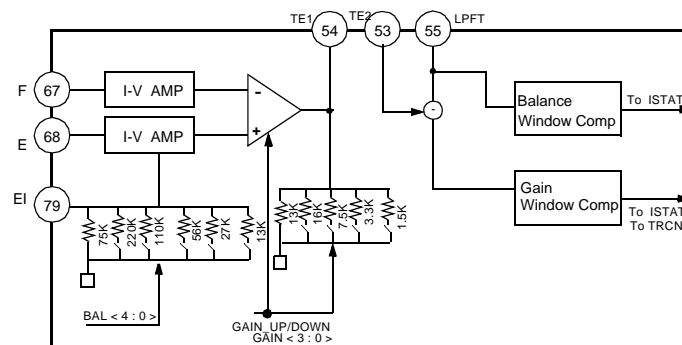 TE1 TE2 LPFT
54 53 55
F 67 I-V AMP
E 68 I-V AMP
- +
-
EI 79
Balance
Window Comp
To ISTAT
Gain
Window Comp
To ISTAT
To TRCN
75K 220K 110K 56K 27K 13K
13K 16K 7.5K 3.3K 1.5K
BAL < 4 : 0 >
GAIN_UP/DOWN
GAIN < 3 : 0 >